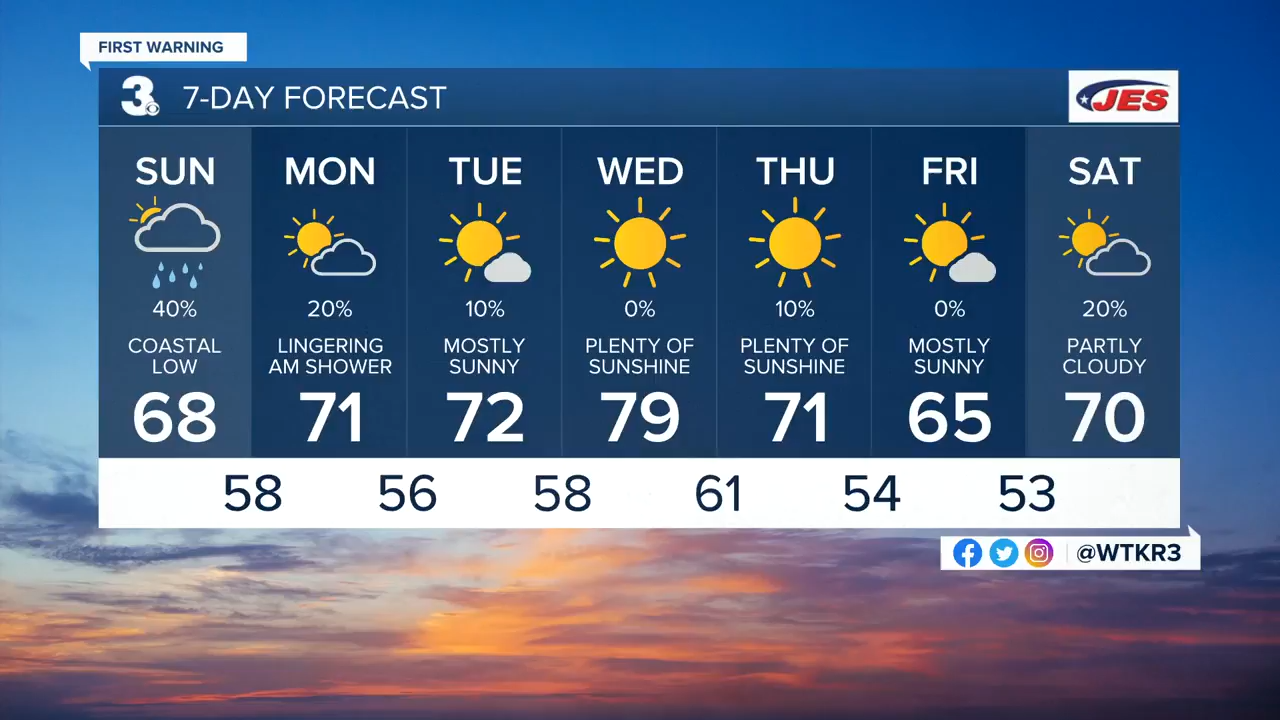 FIRST WARNING
3 7-DAY FORECAST
JES
SUN MON TUE WED THU FRI SAT
40% 20% 10% 0% 10% 0% 20%
COASTAL LINGERING MOSTLY PLENTY OF PLENTY OF MOSTLY PARTLY
LOW AM SHOWER SUNNY SUNSHINE SUNSHINE SUNNY CLOUDY
68 71 72 79 71 65 70
58 56 58 61 54 53
@WTKR3